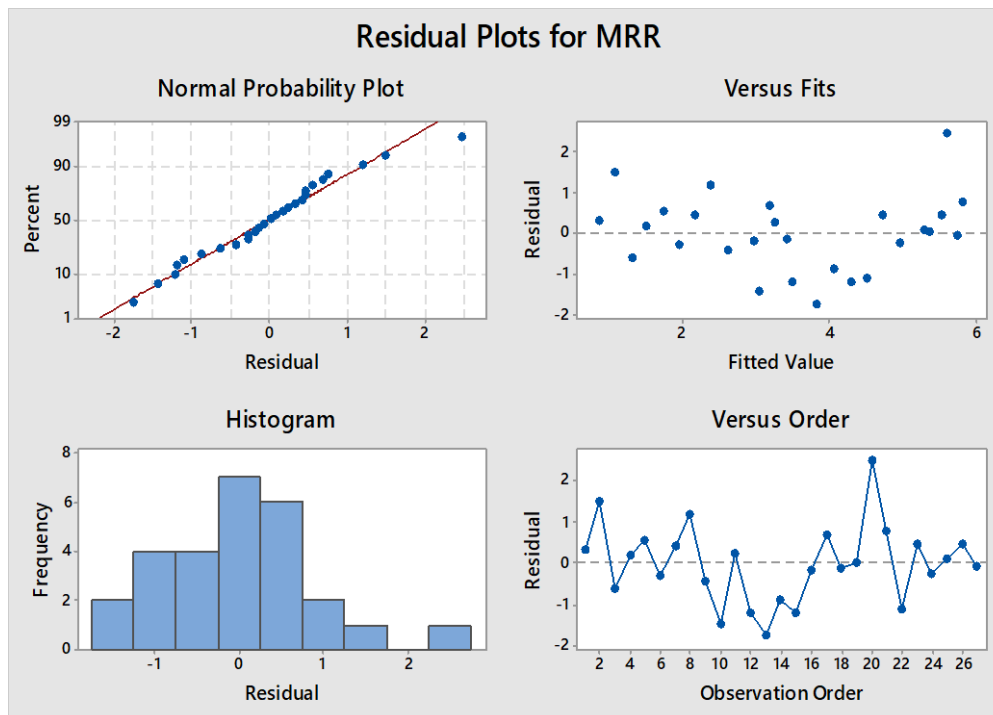 Residual Plots for MRR
Normal Probability Plot
99
90
50
10
1
Percent
-2 -1 0 1 2
Residual
Versus Fits
2
1
0
-1
-2
Residual
2 4 6
Fitted Value
Histogram
8
6
4
2
0
Frequency
-1 0 1 2
Residual
Versus Order
2
1
0
-1
-2
Residual
2 4 6 8 10 12 14 16 18 20 22 24 26
Observation Order